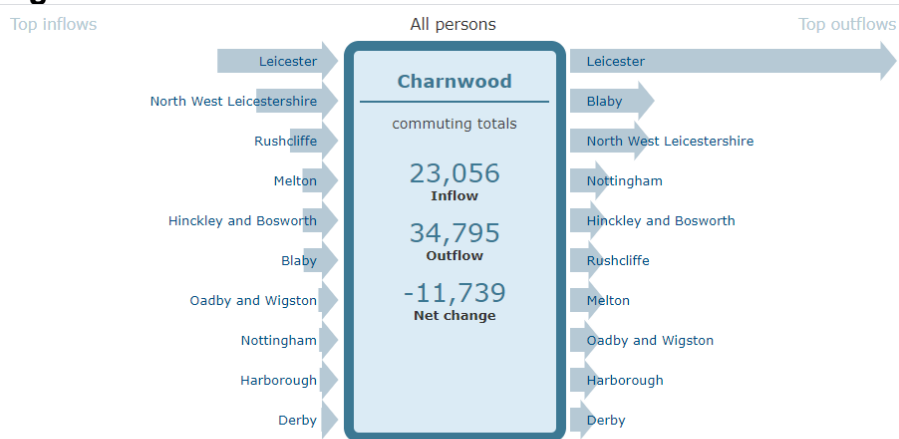 Top inflows
All persons
Top outflows
Leicester
North West Leicestershire
Rushcliffe
Melton
Hinckley and Bosworth
Blaby
Oadby and Wigston
Nottingham
Harborough
Derby
Charnwood
commuting totals
23,056
Inflow
34,795
Outflow
-11,739
Net change
Leicester
Blaby
North West Leicestershire
Nottingham
Hinckley and Bosworth
Rushcliffe
Melton
Oadby and Wigston
Harborough
Derby